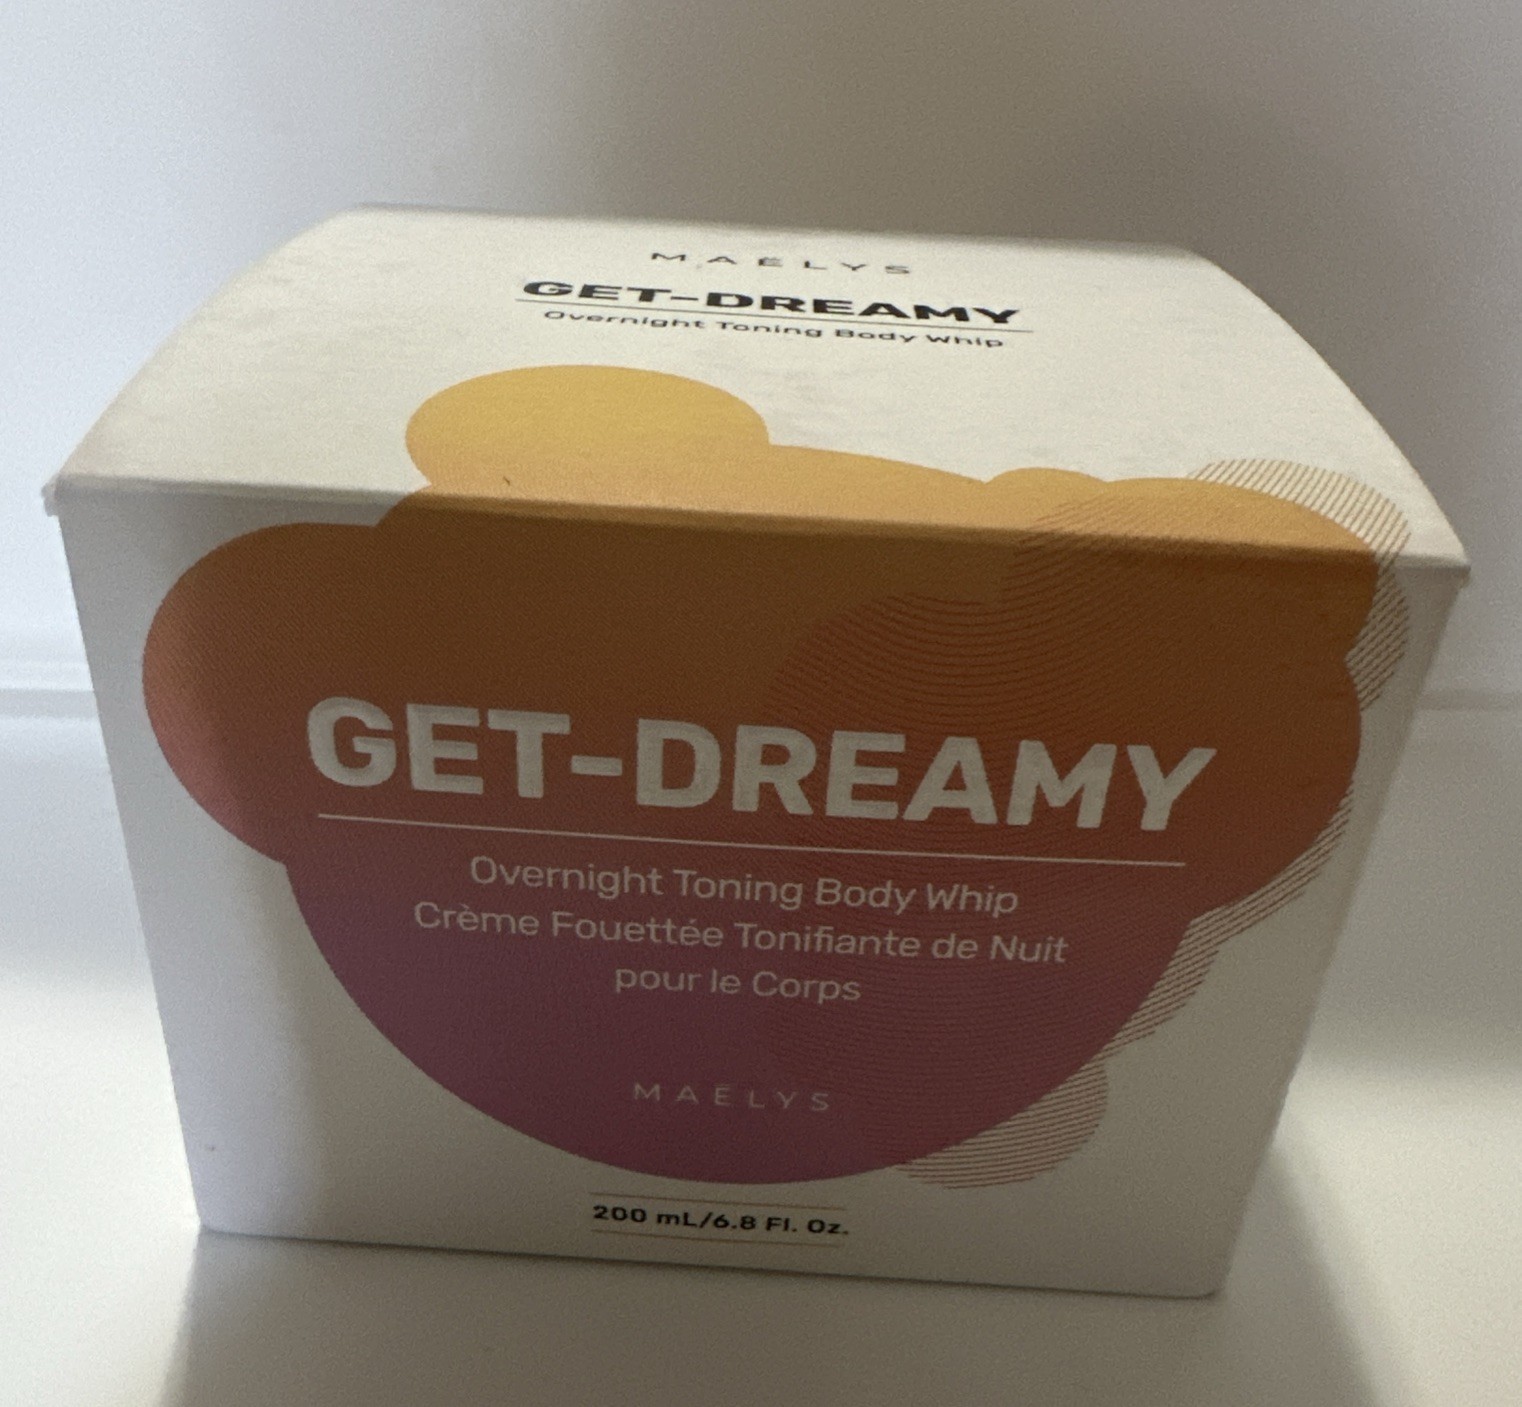 MAËLYS
GET-DREAMY
Overnight Toning Body Whip
GET-DREAMY
Overnight Toning Body Whip
Crème Fouettée Tonifiante de Nuit
pour le Corps
MAËLYS
200 mL/6.8 Fl. Oz.